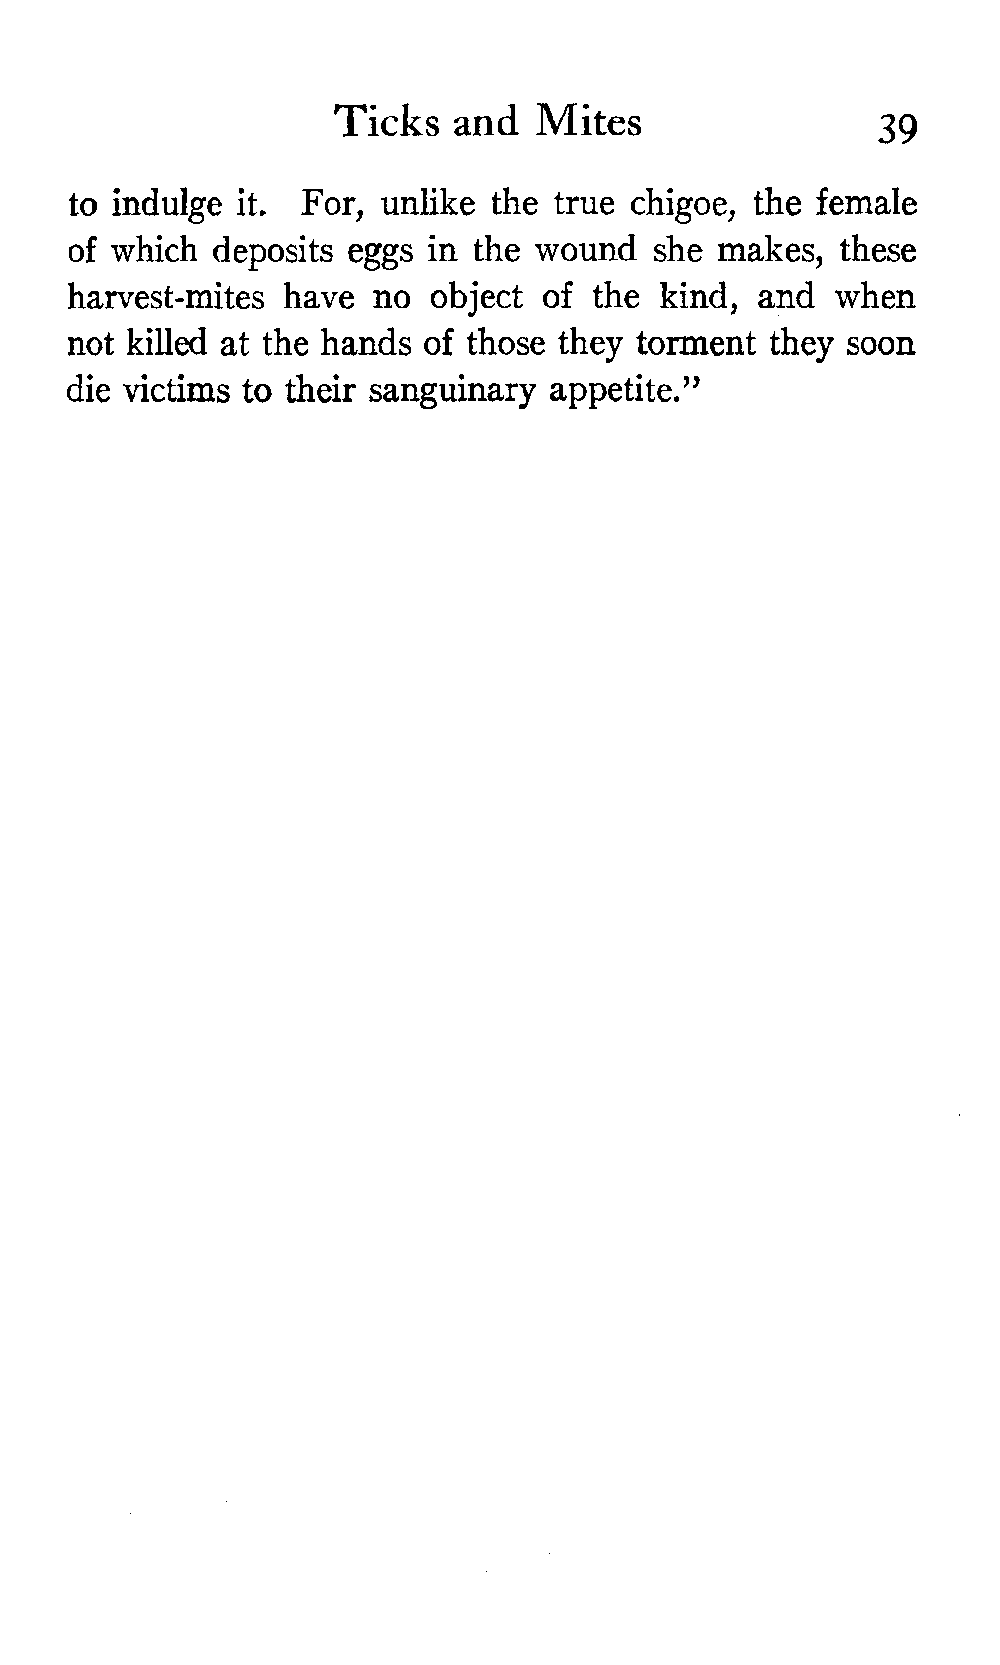 Ticks and Mites 39
to indulge it. For, unlike the true chigoe, the female
of which deposits eggs in the wound she makes, these
harvest-mites have no object of the kind, and when
not killed at the hands of those they torment they soon
die victims to their sanguinary appetite."